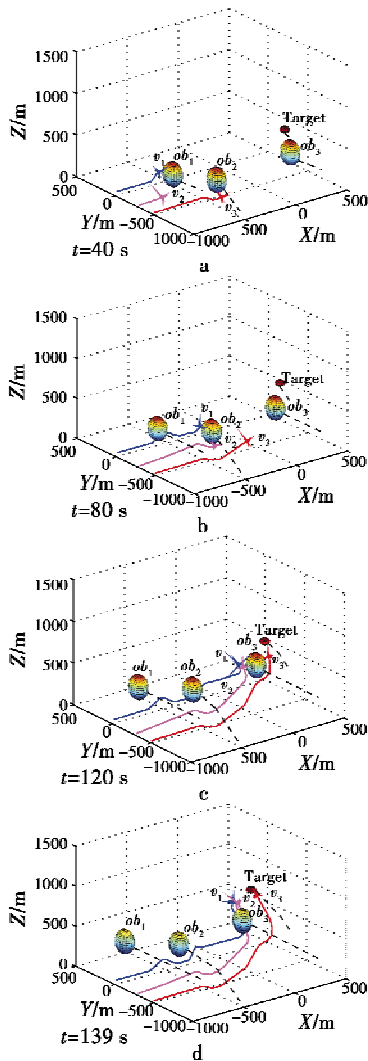 1500
1000
500
0
Z/m
Target
v₁
ob₁
ob₂
ob₃
v₂
v₃
500
0
−500
−1000
Y/m
−1000
500
0
500
X/m
t=40 s
a
1500
1000
500
0
Z/m
Target
ob₁
v₁
ob₂
ob₃
v₃
500
0
−500
−1000
Y/m
−1000
−500
0
500
X/m
t=80 s
b
1500
1000
500
0
Z/m
Target
ob₁
ob₂
ob₃
v₁
v₂
v₃
500
0
−500
−1000
Y/m
−1000
500
0
500
X/m
t=120 s
c
1500
1000
500
0
Z/m
Target
v₁
v₂
v₃
ob₁
ob₂
ob₃
500
0
−500
−1000
Y/m
−1000
−500
0
500
X/m
t=139 s
d